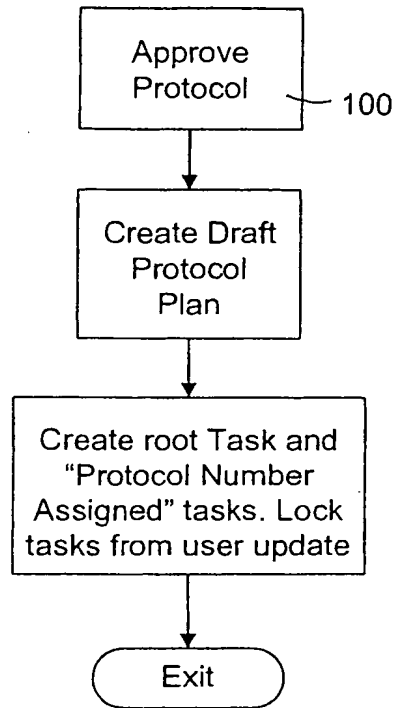 Approve
Protocol
100
Create Draft
Protocol
Plan
Create root Task and
“Protocol Number
Assigned” tasks. Lock
tasks from user update
Exit